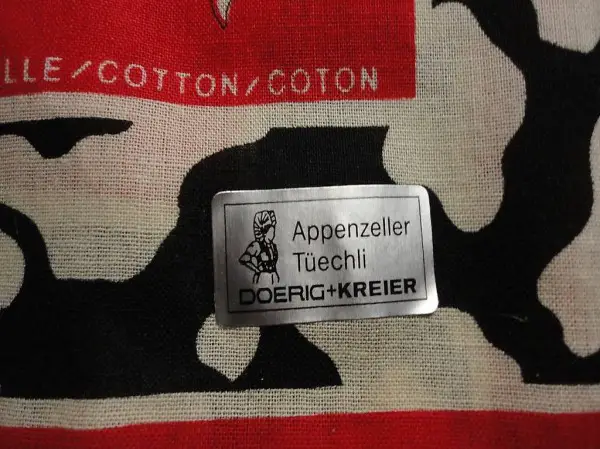 LLE/COTTON/COTON
Appenzeller
Tüechli
DOERIG+KREIER